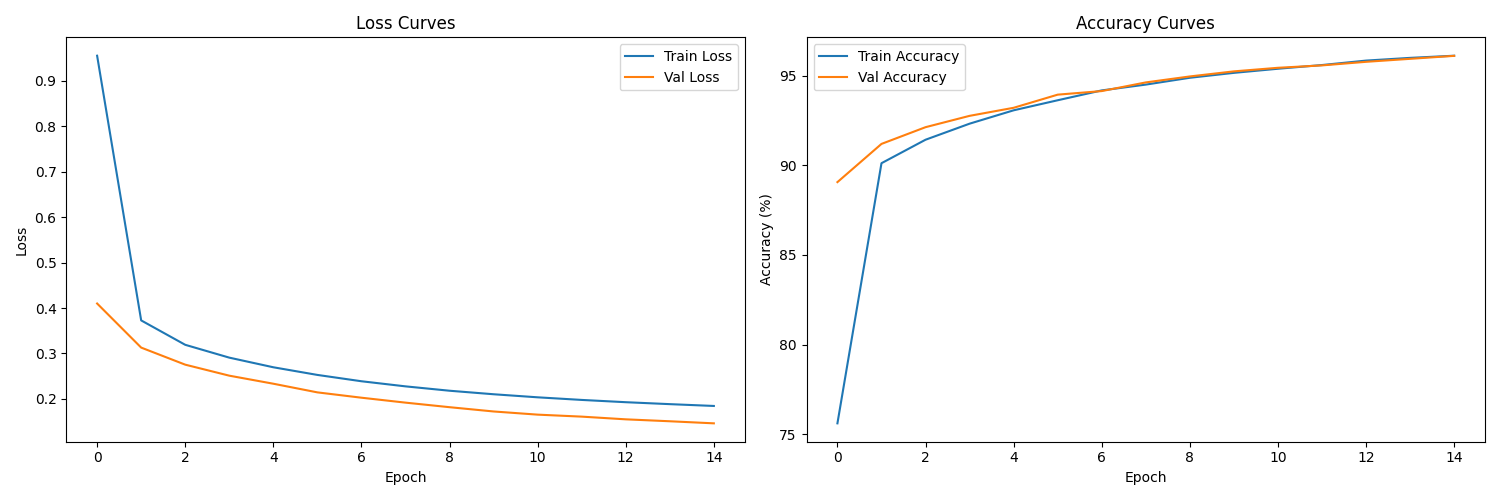 Loss Curves
Train Loss
Val Loss
0.9
0.8
0.7
0.6
0.5
0.4
0.3
0.2
Loss
0 2 4 6 8 10 12 14
Epoch
Accuracy Curves
Train Accuracy
Val Accuracy
95
90
85
80
75
Accuracy (%)
0 2 4 6 8 10 12 14
Epoch